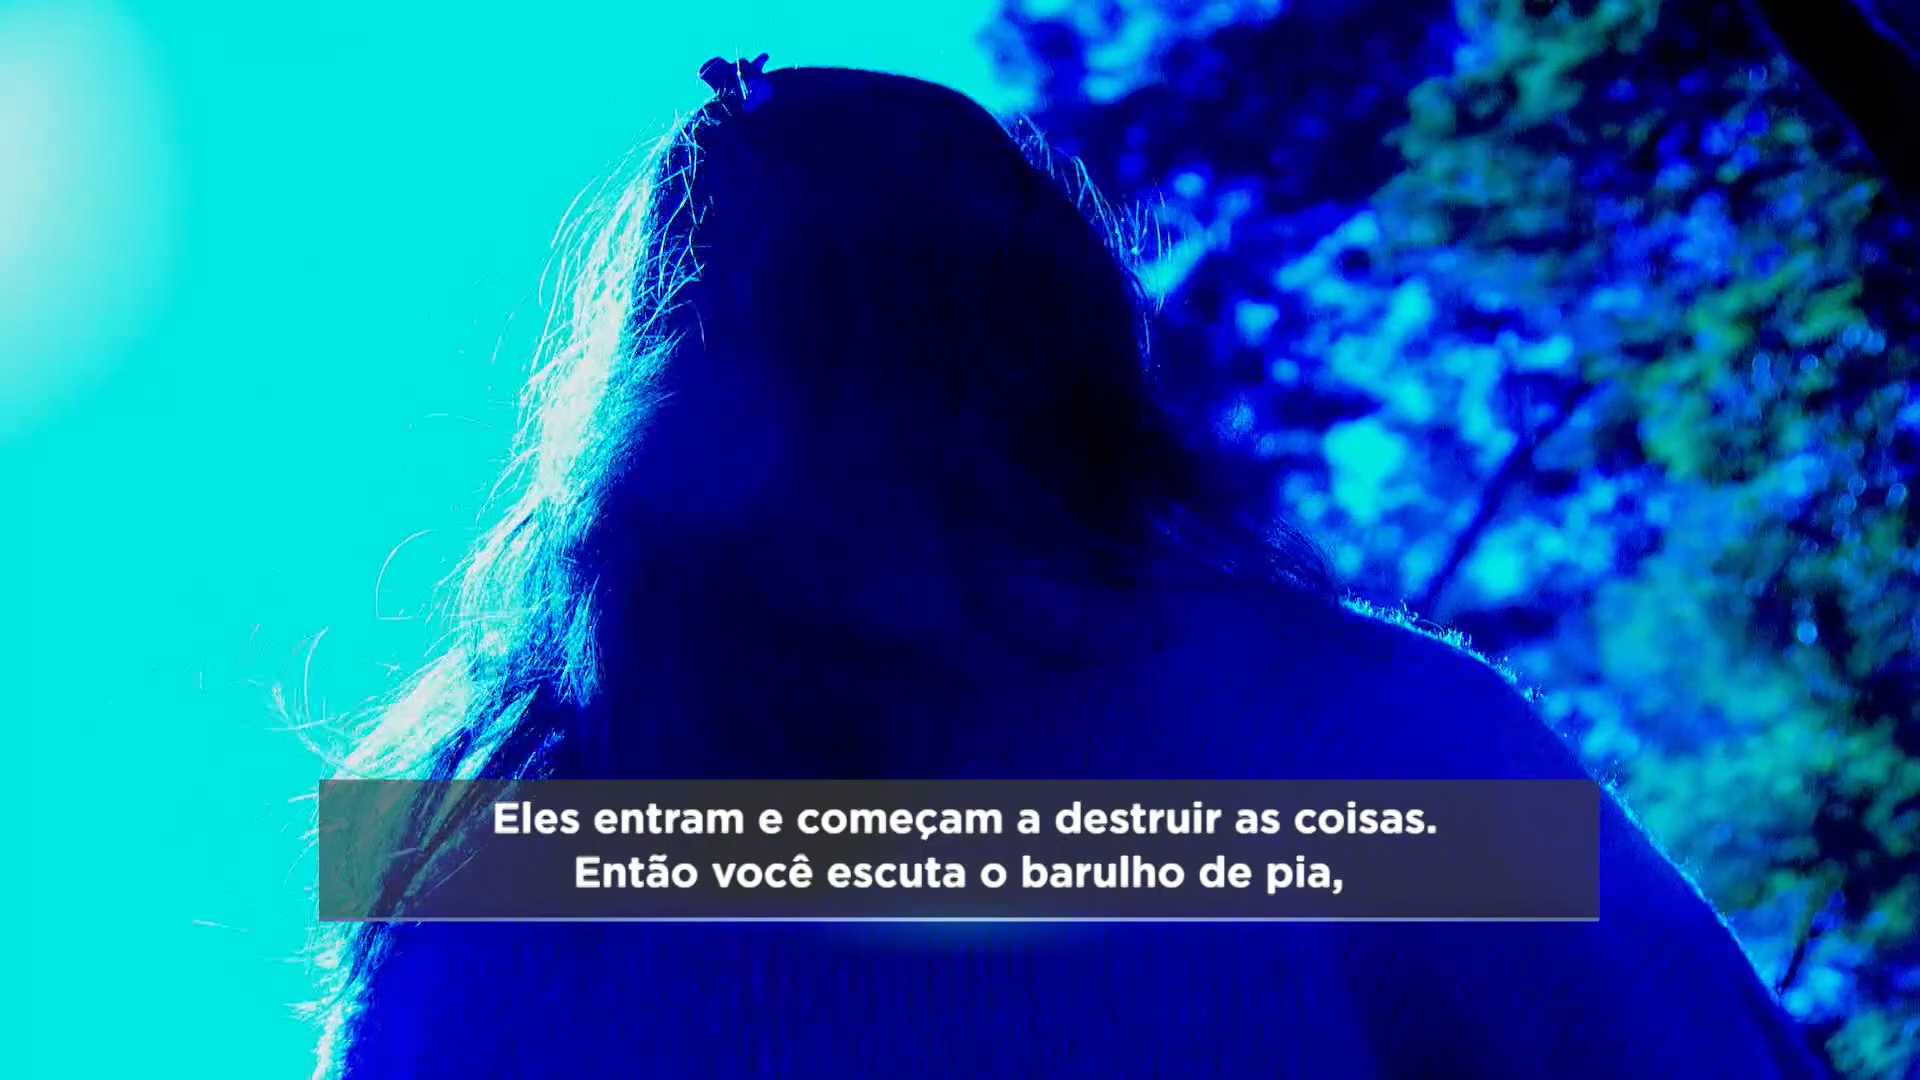 Eles entram e começam a destruir as coisas.
Então você escuta o barulho de pia,